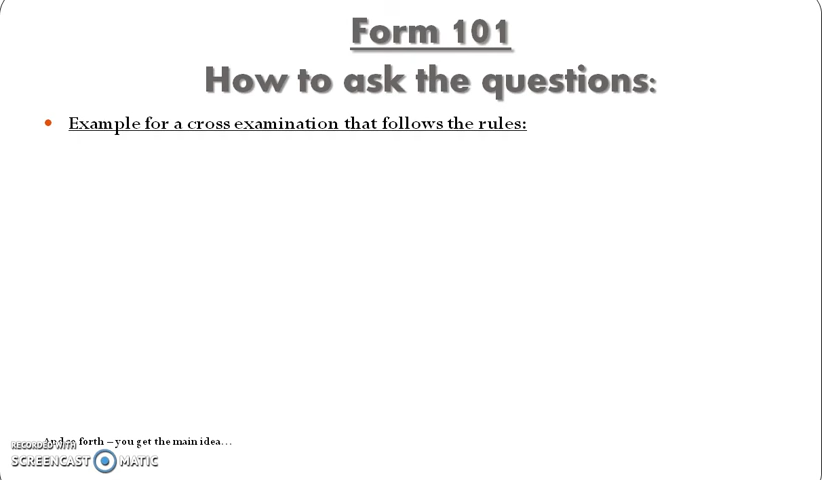 Form 101
How to ask the questions:
Example for a cross examination that follows the rules:
forth – you get the main idea…
RECORDED WITH
SCREENCAST MATIC